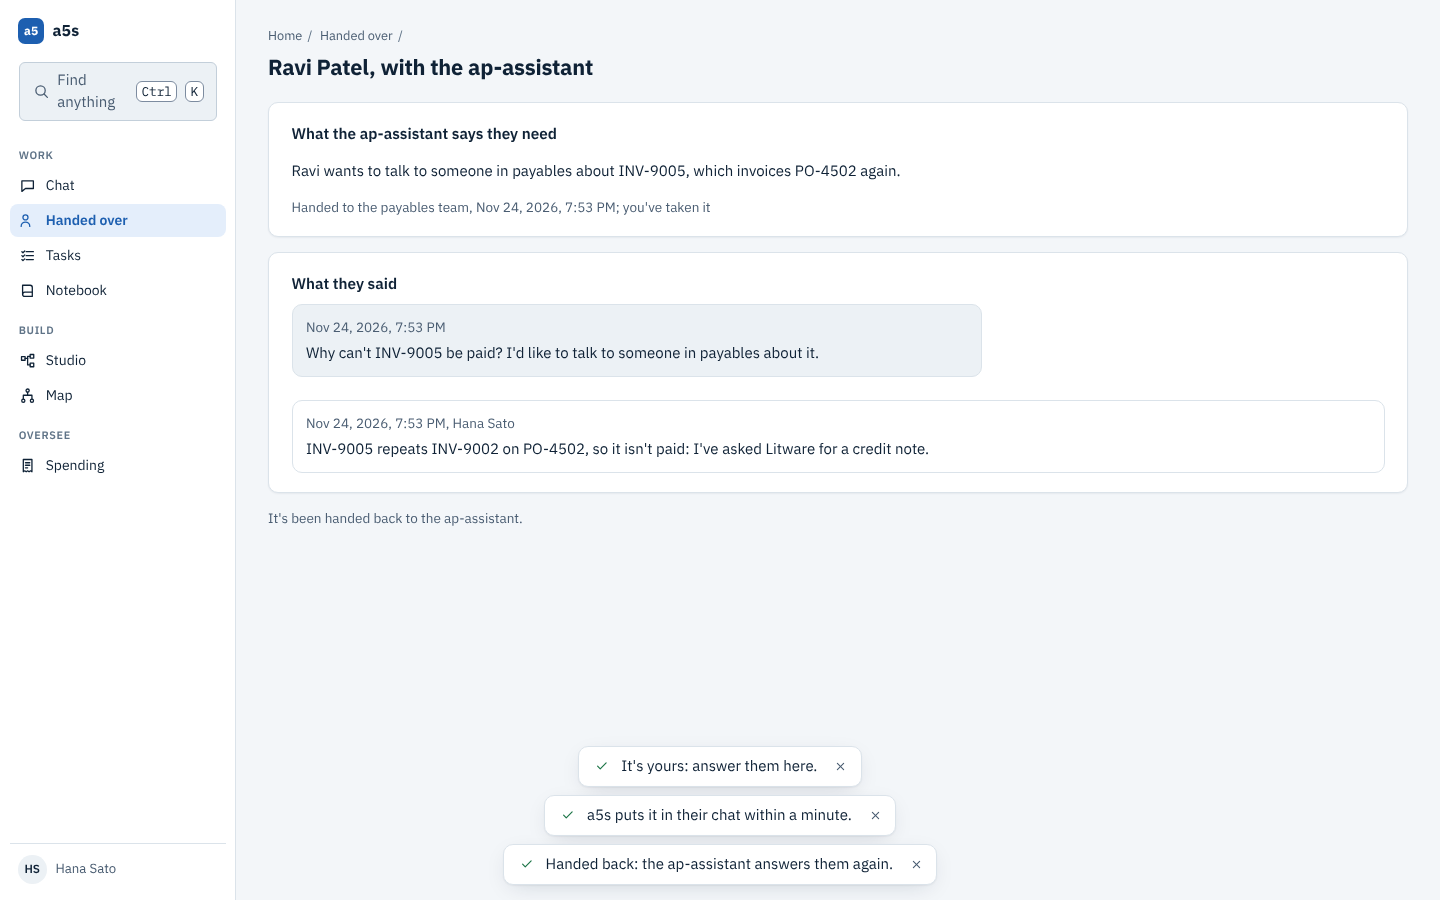 a5 a5s
Find anything Ctrl K
WORK
Chat
Handed over
Tasks
Notebook
BUILD
Studio
Map
OVERSEE
Spending
HS Hana Sato
Home / Handed over /
Ravi Patel, with the ap-assistant
What the ap-assistant says they need
Ravi wants to talk to someone in payables about INV-9005, which invoices PO-4502 again.
Handed to the payables team, Nov 24, 2026, 7:53 PM; you've taken it
What they said
Nov 24, 2026, 7:53 PM
Why can't INV-9005 be paid? I'd like to talk to someone in payables about it.
Nov 24, 2026, 7:53 PM, Hana Sato
INV-9005 repeats INV-9002 on PO-4502, so it isn't paid: I've asked Litware for a credit note.
It's been handed back to the ap-assistant.
It's yours: answer them here.
a5s puts it in their chat within a minute.
Handed back: the ap-assistant answers them again.